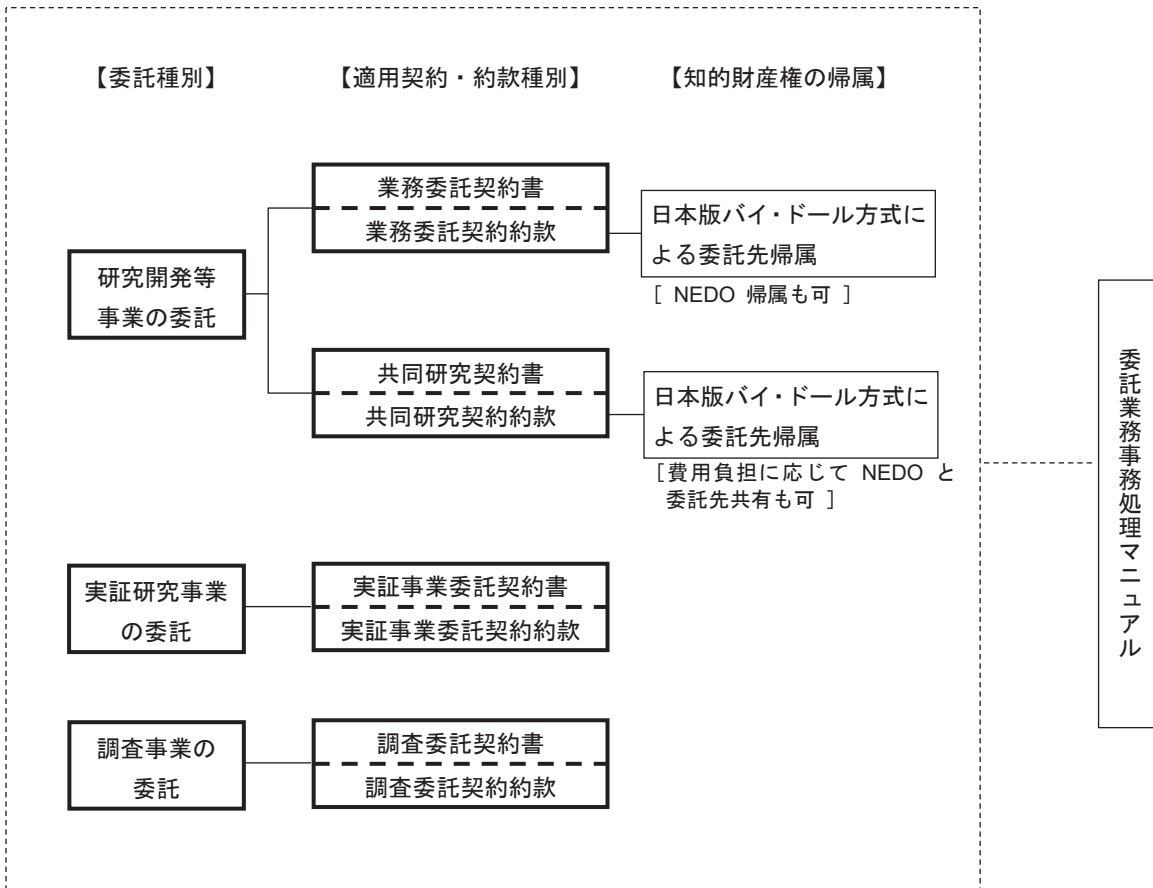 【委託種別】
【適用契約・約款種別】
【知的財産権の帰属】
研究開発等
事業の委託
業務委託契約書
業務委託契約約款
日本版バイ・ドール方式に
よる委託先帰属
[ NEDO 帰属も可 ]
共同研究契約書
共同研究契約約款
日本版バイ・ドール方式に
よる委託先帰属
[費用負担に応じて NEDO と
委託先共有も可 ]
実証研究事業
の委託
実証事業委託契約書
実証事業委託契約約款
調査事業の
委託
調査委託契約書
調査委託契約約款
委託業務事務処理マニュアル